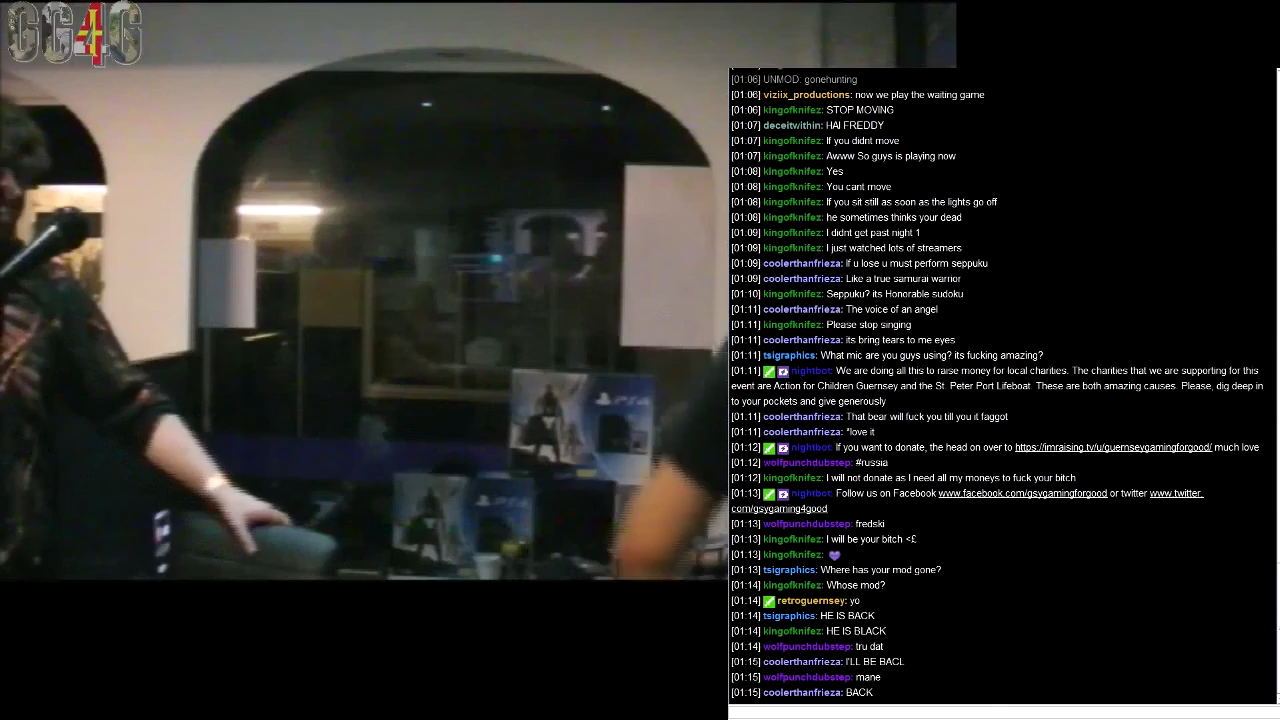 GG4G
PS4
[01:06] UNMOD: gonehunting
[01:06] viziix_productions: now we play the waiting game
[01:06] kingofknifez: STOP MOVING
[01:07] deceitwithin: HAI FREDDY
[01:07] kingofknifez: If you didnt move
[01:07] kingofknifez: Awww So guys is playing now
[01:08] kingofknifez: Yes
[01:08] kingofknifez: You cant move
[01:08] kingofknifez: If you sit still as soon as the lights go off
[01:08] kingofknifez: he sometimes thinks your dead
[01:09] kingofknifez: I didnt get past night 1
[01:09] kingofknifez: I just watched lots of streamers
[01:09] coolerthanfrieza: If u lose u must perform seppuku
[01:09] coolerthanfrieza: Like a true samurai warrior
[01:10] kingofknifez: Seppuku? its Honorable sudoku
[01:11] coolerthanfrieza: The voice of an angel
[01:11] kingofknifez: Please stop singing
[01:11] coolerthanfrieza: its bring tears to me eyes
[01:11] tsigraphics: What mic are you guys using? its fucking amazing?
[01:11] nightbot: We are doing all this to raise money for local charities. The charities that we are supporting for this
event are Action for Children Guernsey and the St. Peter Port Lifeboat. These are both amazing causes. Please, dig deep in
to your pockets and give generously
[01:11] coolerthanfrieza: That bear will fuck you till you it faggot
[01:11] coolerthanfrieza: *love it
[01:12] nightbot: If you want to donate, the head on over to https://imraising.tv/u/guernseygamingforgood/ much love
[01:12] wolfpunchdubstep: #russia
[01:12] kingofknifez: I will not donate as I need all my moneys to fuck your bitch
[01:13] nightbot: Follow us on Facebook www.facebook.com/gsygamingforgood or twitter www.twitter.
com/gsygaming4good
[01:13] wolfpunchdubstep: fredski
[01:13] kingofknifez: I will be your bitch <£
[01:13] kingofknifez: 💜
[01:13] tsigraphics: Where has your mod gone?
[01:14] kingofknifez: Whose mod?
[01:14] retroguernsey: yo
[01:14] tsigraphics: HE IS BACK
[01:14] kingofknifez: HE IS BLACK
[01:14] wolfpunchdubstep: tru dat
[01:15] coolerthanfrieza: I'LL BE BACL
[01:15] wolfpunchdubstep: mane
[01:15] coolerthanfrieza: BACK